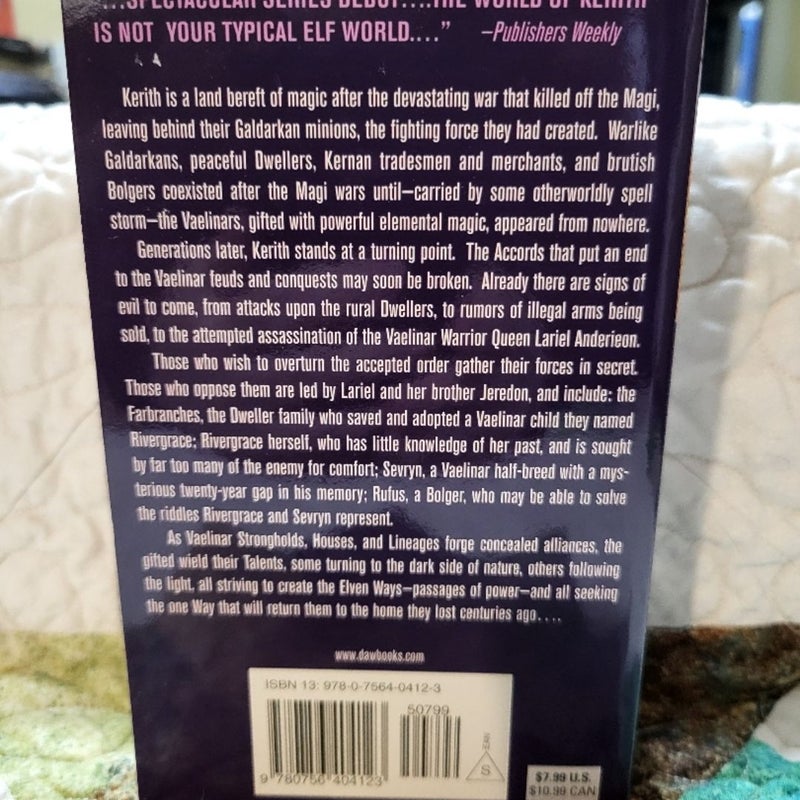 ...SPECTACULAR SERIES DEBUT....THE WORLD OF KERITH
IS NOT YOUR TYPICAL ELF WORLD...." –Publishers Weekly
Kerith is a land bereft of magic after the devastating war that killed off the Magi,
leaving behind their Galdarkan minions, the fighting force they had created. Warlike
Galdarkans, peaceful Dwellers, Kernan tradesmen and merchants, and brutish
Bolgers coexisted after the Magi wars until—carried by some otherworldly spell
storm—the Vaelinars, gifted with powerful elemental magic, appeared from nowhere.
Generations later, Kerith stands at a turning point. The Accords that put an end
to the Vaelinar feuds and conquests may soon be broken. Already there are signs of
evil to come, from attacks upon the rural Dwellers, to rumors of illegal arms being
sold, to the attempted assassination of the Vaelinar Warrior Queen Lariel Anderieon.
Those who wish to overturn the accepted order gather their forces in secret.
Those who oppose them are led by Lariel and her brother Jeredon, and include: the
Farbranches, the Dweller family who saved and adopted a Vaelinar child they named
Rivergrace; Rivergrace herself, who has little knowledge of her past, and is sought
by far too many of the enemy for comfort; Sevryn, a Vaelinar half-breed with a mys-
terious twenty-year gap in his memory; Rufus, a Bolger, who may be able to solve
the riddles Rivergrace and Sevryn represent.
As Vaelinar Strongholds, Houses, and Lineages forge concealed alliances, the
gifted wield their Talents, some turning to the dark side of nature, others following
the light, all striving to create the Elven Ways—passages of power—and all seeking
the one Way that will return them to the home they lost centuries ago....
www.dawbooks.com
ISBN 13: 978-0-7564-0412-3
50799
9 780756 404123
EAN
S
$7.99 U.S.
$10.99 CAN